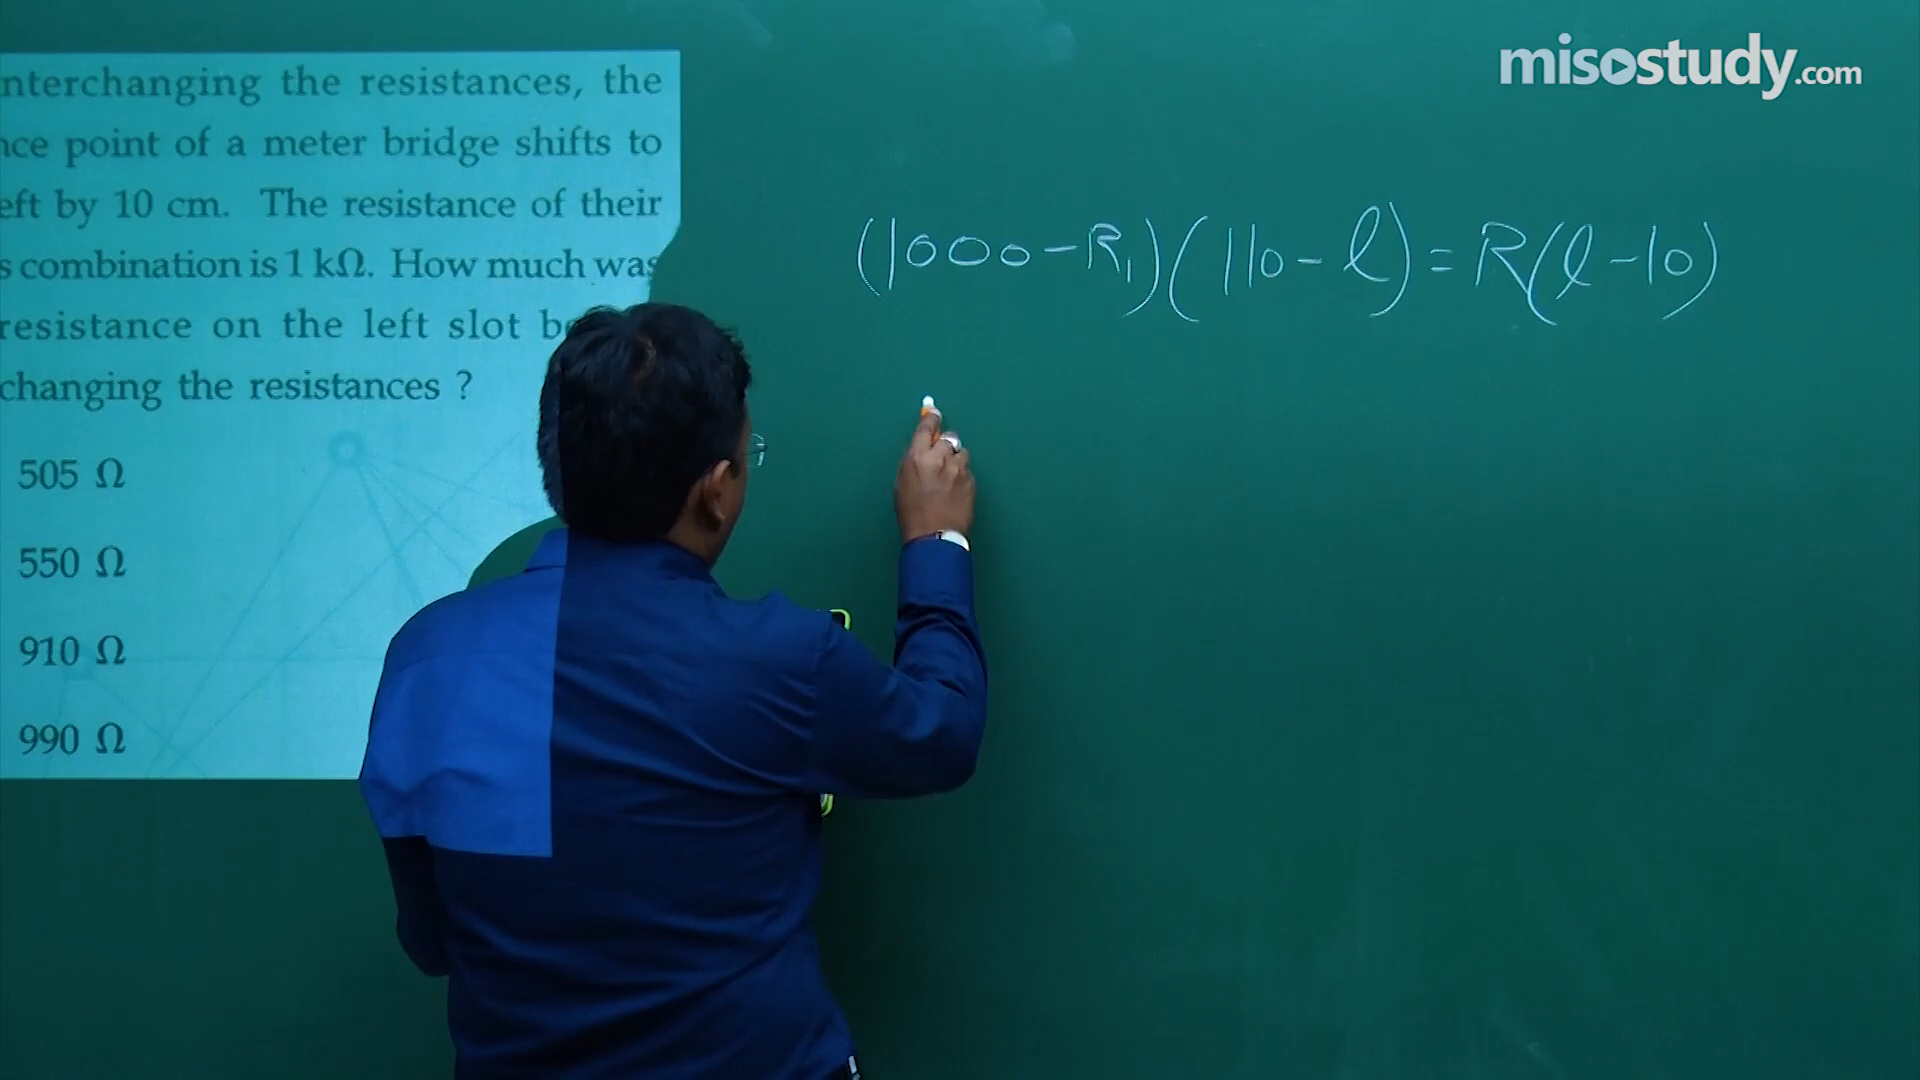 misostudy.com
nterchanging the resistances, the
nce point of a meter bridge shifts to
eft by 10 cm. The resistance of their
s combination is 1 kΩ. How much was
resistance on the left slot
changing the resistances ?
505 Ω
550 Ω
910 Ω
990 Ω
(1000 - R₁)(110 - l) = R(l - 10)